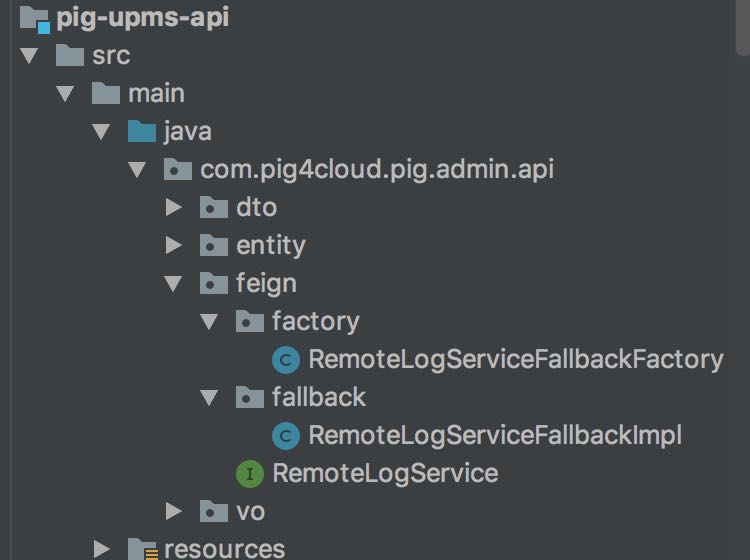 pig-upms-api
src
main
java
com.pig4cloud.pig.admin.api
dto
entity
feign
factory
C RemoteLogServiceFallbackFactory
fallback
C RemoteLogServiceFallbackImpl
I RemoteLogService
vo
resources